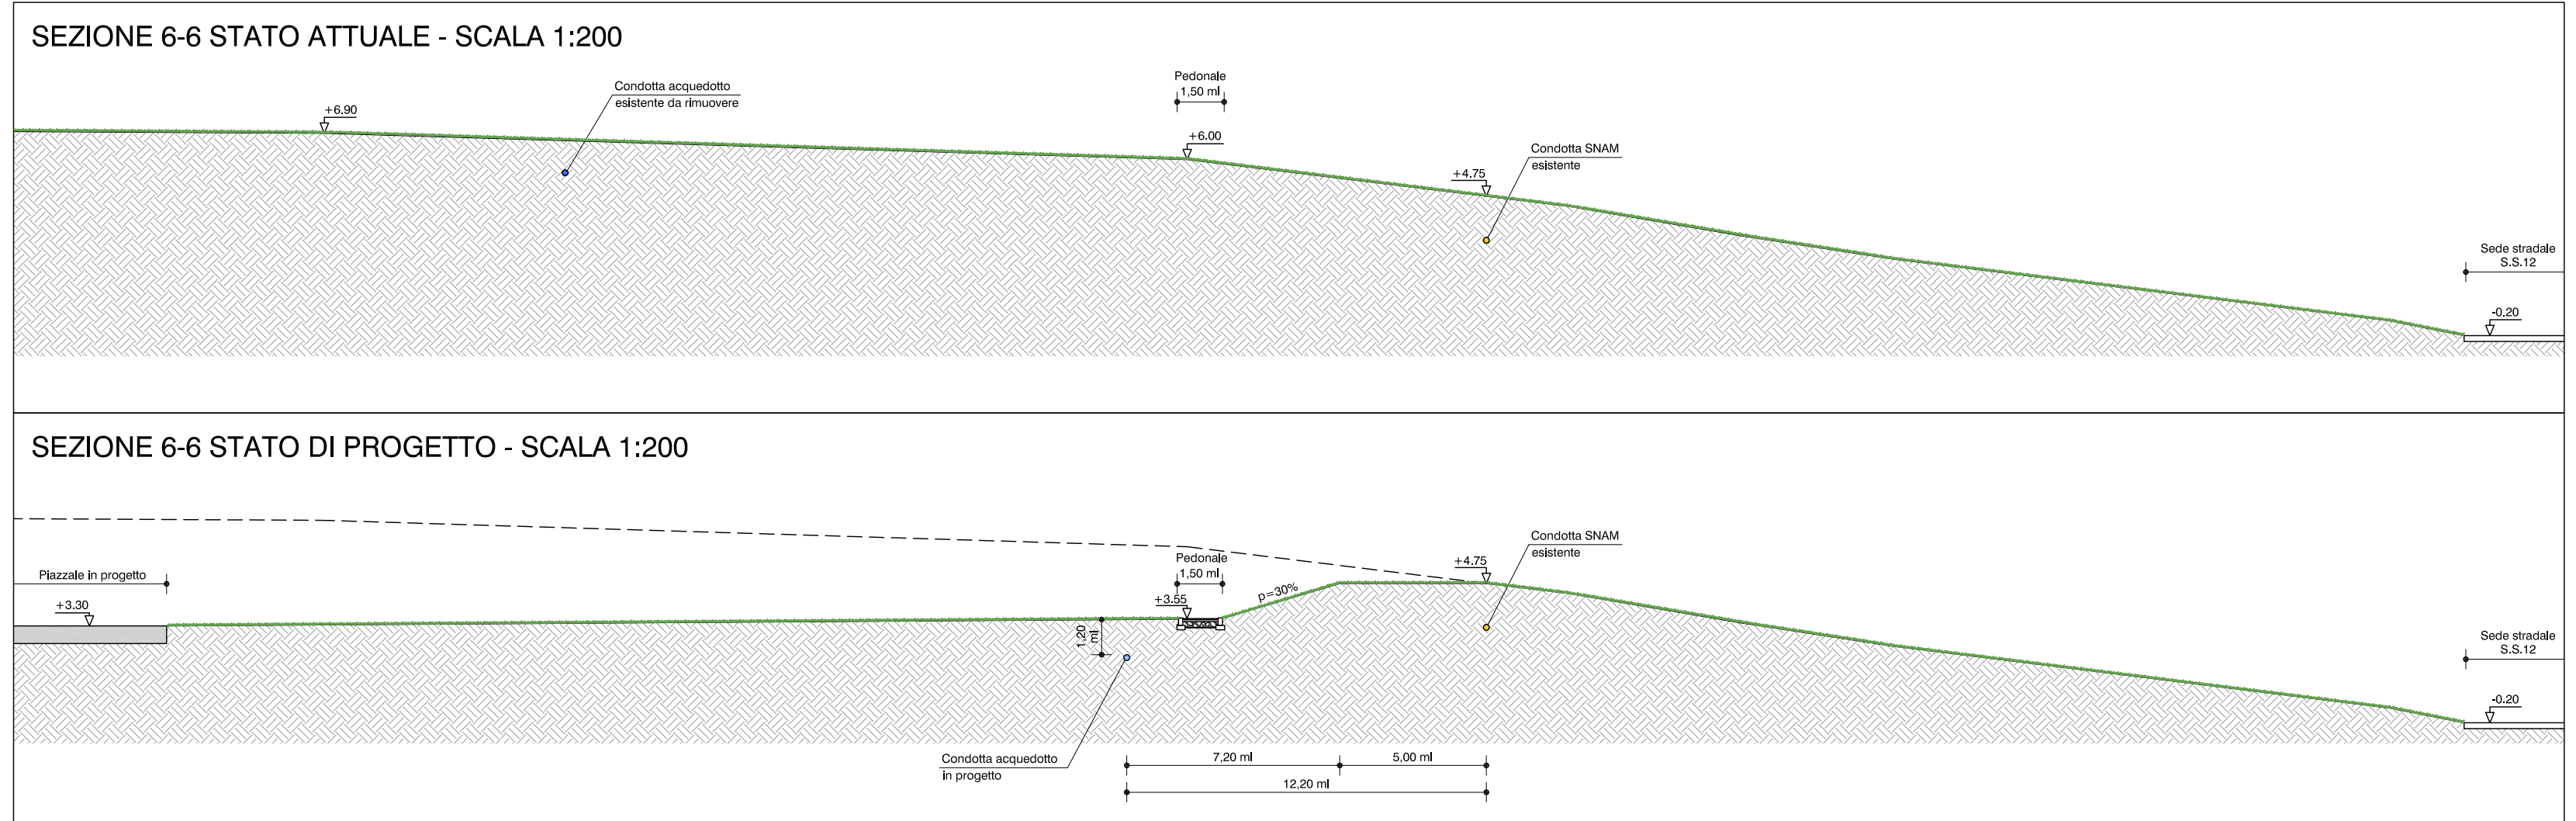 SEZIONE 6-6 STATO ATTUALE - SCALA 1:200
Condotta acquedotto
esistente da rimuovere
Pedonale
1,50 ml
+6.90
+6.00
Condotta SNAM
esistente
+4.75
Sede stradale
S.S.12
-0.20
SEZIONE 6-6 STATO DI PROGETTO - SCALA 1:200
Condotta SNAM
esistente
Pedonale
1,50 ml
+4.75
Piazzale in progetto
p=30%
+3.30
+3.55
1,20
ml
Sede stradale
S.S.12
-0.20
Condotta acquedotto
in progetto
7,20 ml
5,00 ml
12,20 ml